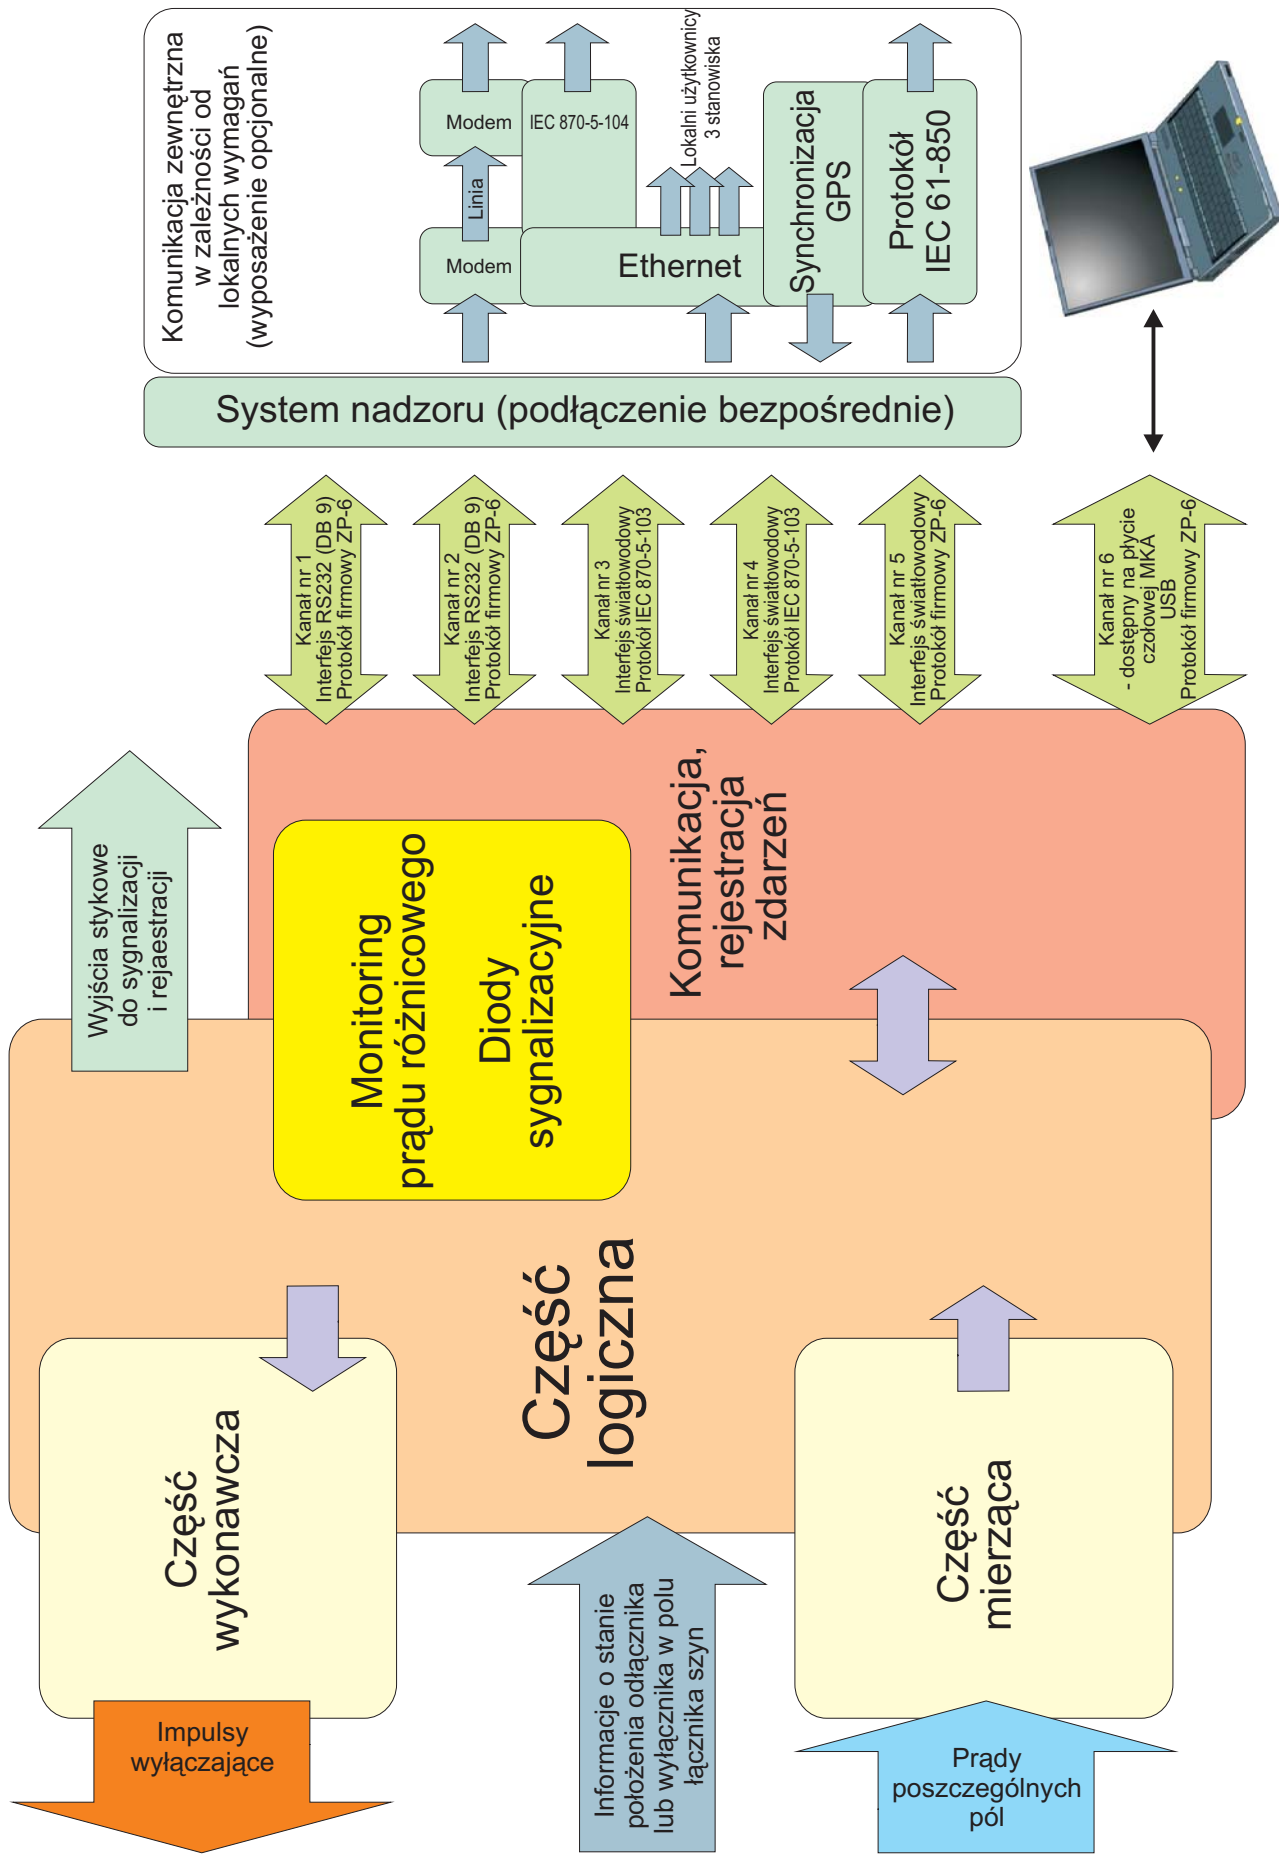 Komunikacja zewnętrzna
w zależności od
lokalnych wymagań
(wyposażenie opcjonalne)
Modem
IEC 870-5-104
Lokalni użytkownicy
3 stanowiska
Linia
Modem
Ethernet
Synchronizacja
GPS
Protokół
IEC 61-850
System nadzoru (podłączenie bezpośrednie)
Kanał nr 1
Interfejs RS232 (DB 9)
Protokół firmowy ZP-6
Kanał nr 2
Interfejs RS232 (DB 9)
Protokół firmowy ZP-6
Kanał nr 3
Interfejs światłowodowy
Protokół IEC 870-5-103
Kanał nr 4
Interfejs światłowodowy
Protokół IEC 870-5-103
Kanał nr 5
Interfejs światłowodowy
Protokół firmowy ZP-6
Kanał nr 6
- dostępny na płycie
czołowej MKA
USB
Protokół firmowy ZP-6
Wyjścia stykowe
do sygnalizacji
i rejaestracji
Monitoring
prądu różnicowego
Diody
sygnalizacyjne
Komunikacja,
rejestracja
zdarzeń
Część
logiczna
Część
wykonawcza
Część
mierząca
Impulsy
wyłączające
Informacje o stanie
położenia odłącznika
lub wyłącznika w polu
łącznika szyn
Prądy
poszczególnych
pól